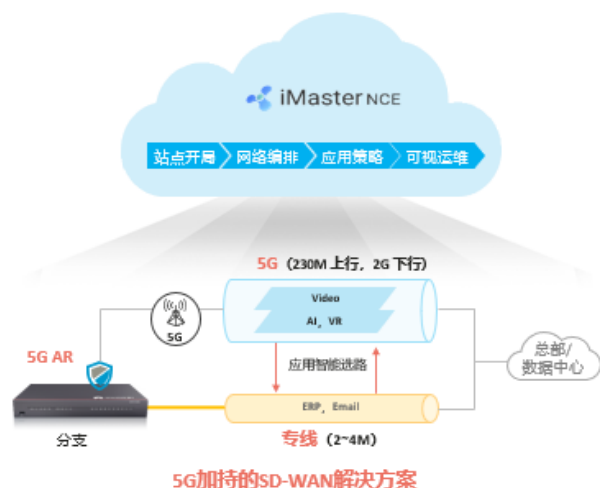 iMaster NCE
站点开局 网络编排 应用策略 可视运维
5G（230M 上行，2G 下行）
Video
AI，VR
5G
5G AR
应用智能选路
总部/
数据中心
ERP，Email
分支
专线（2~4M）
5G加持的SD-WAN解决方案